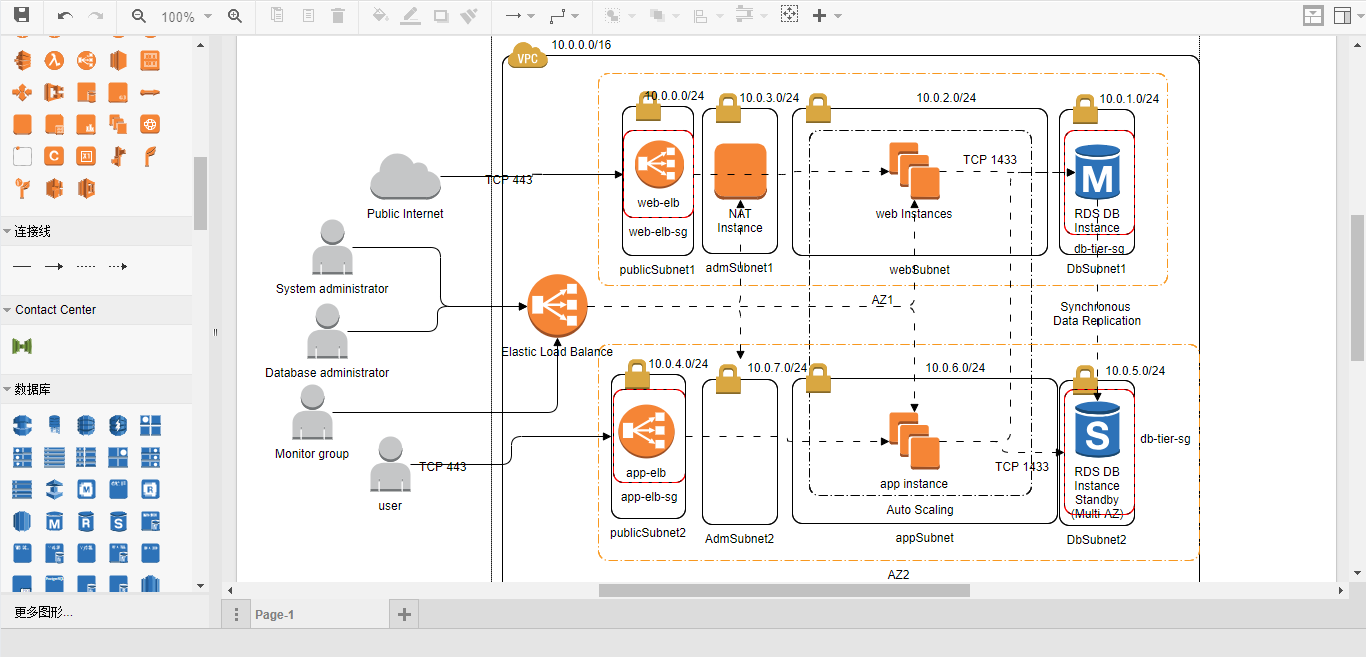 100%
连接线
Contact Center
数据库
更多图形...
Page-1
10.0.0.0/16
VPC
10.0.0.0/24
10.0.3.0/24
10.0.2.0/24
10.0.1.0/24
TCP 443
TCP 1433
Public Internet
web-elb
web-elb-sg
publicSubnet1
NAT
Instance
admSubnet1
web Instances
webSubnet
M
RDS DB
Instance
db-tier-sg
DbSubnet1
System administrator
AZ1
Synchronous
Data Replication
Elastic Load Balance
Database administrator
10.0.4.0/24
10.0.7.0/24
10.0.6.0/24
10.0.5.0/24
Monitor group
TCP 443
user
app-elb
app-elb-sg
publicSubnet2
AdmSubnet2
app instance
Auto Scaling
appSubnet
TCP 1433
S
RDS DB
Instance
Standby
(Multi AZ)
db-tier-sg
DbSubnet2
AZ2